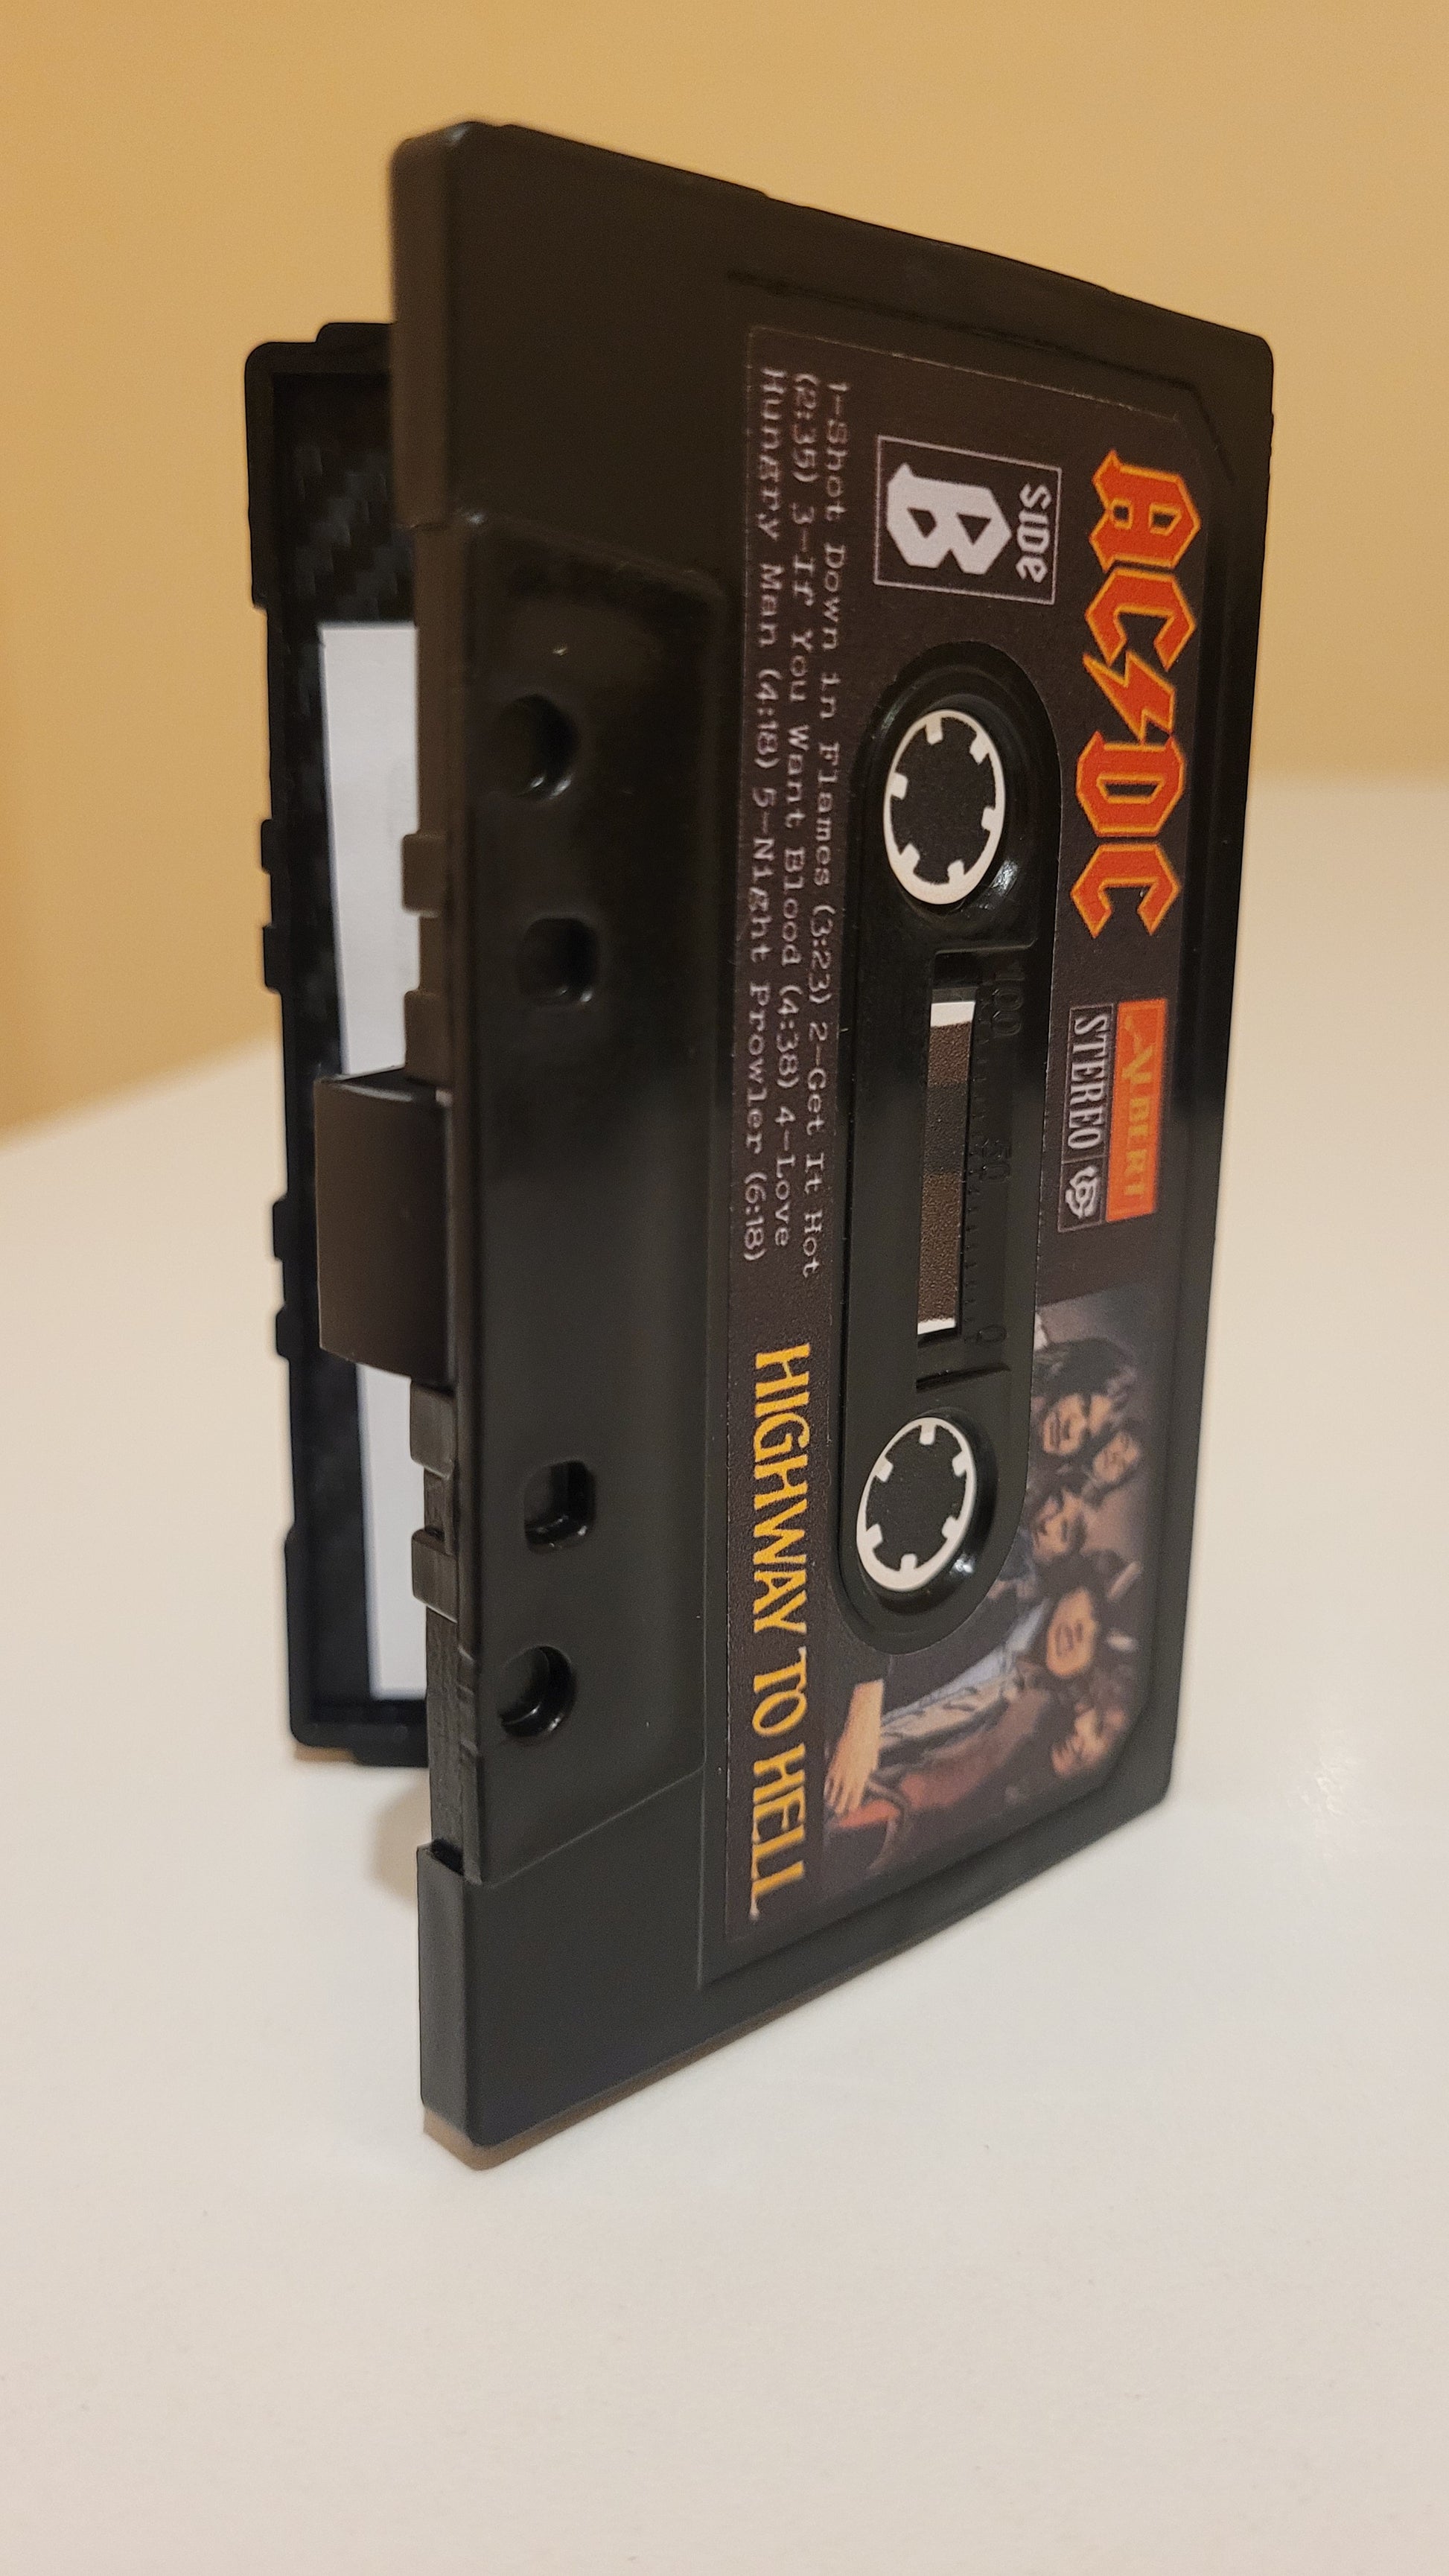 AC⚡DC
SIDe
B
ALBERT
STEREO
100
50
0
1-Shot Down in Flames (3:23) 2-Get It Hot
(2:35) 3-If You Want Blood (4:38) 4-Love
Hungry Man (4:18) 5-Night Prowler (6:18)
HIGHWAY TO HELL